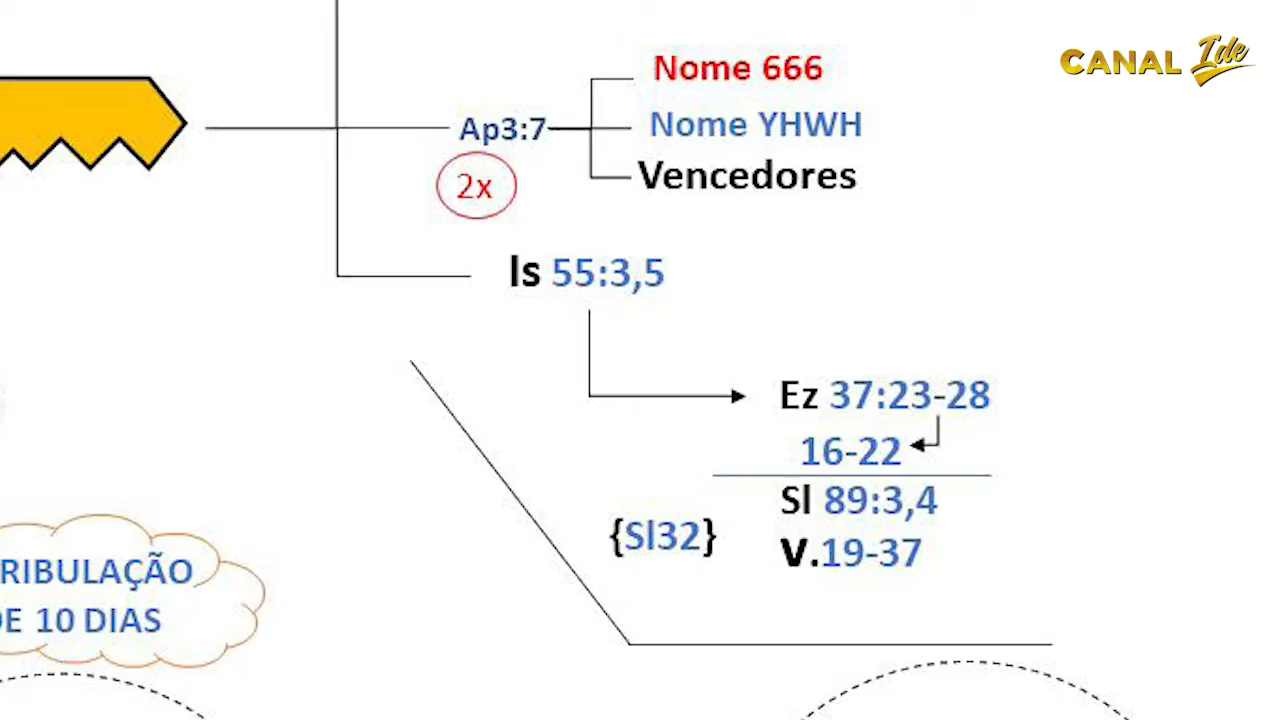 CANAL Ide
Nome 666
Ap3:7
Nome YHWH
2x
Vencedores
Is 55:3,5
Ez 37:23-28
16-22
Sl 89:3,4
{Sl32}
V.19-37
RIBULAÇÃO
DE 10 DIAS